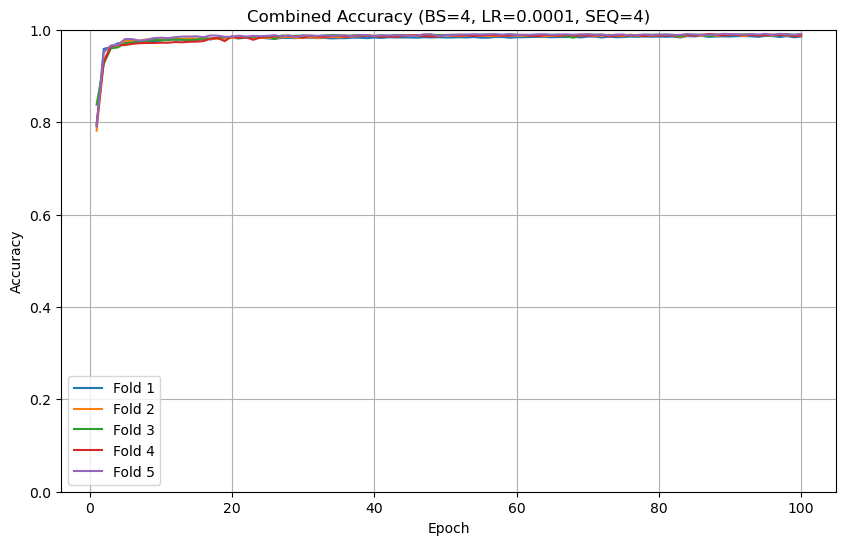 Combined Accuracy (BS=4, LR=0.0001, SEQ=4)
1.0
0.8
0.6
0.4
0.2
0.0
Accuracy
Fold 1
Fold 2
Fold 3
Fold 4
Fold 5
0 20 40 60 80 100
Epoch